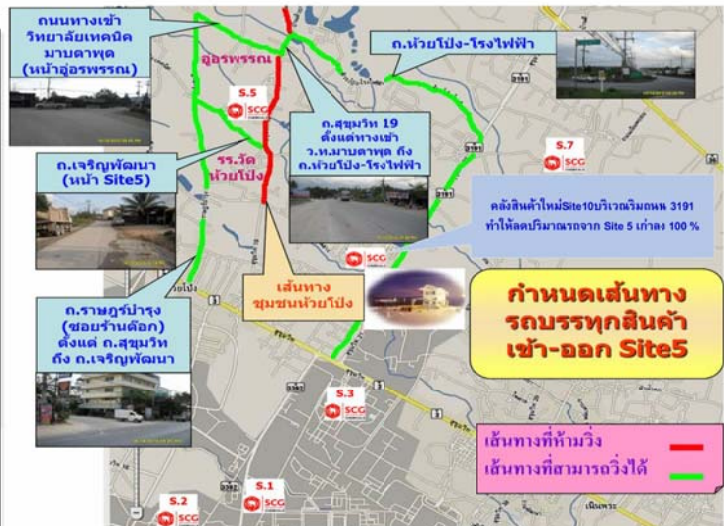 ถนนทางเข้า
วิทยาลัยเทคนิค
มาบตาพุด
(หน้าอู่อรพรรณ)
อู่อรพรรณ
ถ.ห้วยโป่ง-โรงไฟฟ้า
S.5
SCG
ถ.สุขุมวิท 19
ตั้งแต่ทางเข้า
ว.ท.มาบตาพุด ถึง
ถ.ห้วยโป่ง-โรงไฟฟ้า
3191
S.7
SCG
36
ถ.เจริญพัฒนา
(หน้า Site5)
รร.วัด
ห้วยโป่ง
3191
คลังสินค้าใหม่Site10บริเวณริมถนน 3191
ทำให้ลดปริมาณรถจาก Site 5 เก่าลง 100 %
SCG
เส้นทาง
ชุมชนห้วยโป่ง
กำหนดเส้นทาง
รถบรรทุกสินค้า
เข้า-ออก Site5
ถ.ราษฎร์บำรุง
(ซอยร้านต๊อก)
ตั้งแต่ ถ.สุขุมวิท
ถึง ถ.เจริญพัฒนา
3
3
S.3
SCG
3
เส้นทางที่ห้ามวิ่ง
เส้นทางที่สามารถวิ่งได้
S.1
SCG
S.2
SCG
เนินพระ